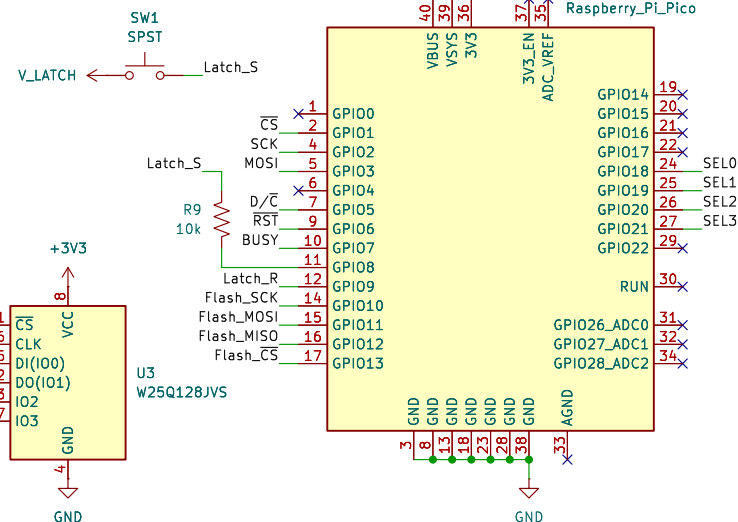 Raspberry_Pi_Pico
SW1
SPST
V_LATCH
Latch_S
40
39
36
37
35
VBUS
VSYS
3V3
3V3_EN
ADC_VREF
1 GPIO0
CS 2 GPIO1
SCK 4 GPIO2
MOSI 5 GPIO3
6 GPIO4
D/C 7 GPIO5
RST 9 GPIO6
BUSY 10 GPIO7
11 GPIO8
Latch_R 12 GPIO9
Flash_SCK 14 GPIO10
Flash_MOSI 15 GPIO11
Flash_MISO 16 GPIO12
Flash_CS 17 GPIO13
GPIO14 19
GPIO15 20
GPIO16 21
GPIO17 22
GPIO18 24 SEL0
GPIO19 25 SEL1
GPIO20 26 SEL2
GPIO21 27 SEL3
GPIO22 29
RUN 30
GPIO26_ADC0 31
GPIO27_ADC1 32
GPIO28_ADC2 34
GND
GND
GND
GND
GND
GND
GND
AGND
3
8
13
18
23
28
38
33
GND
Latch_S
R9
10k
+3V3
8
VCC
CS
CLK
DI(IO0)
DO(IO1)
IO2
IO3
7
GND
4
GND
U3
W25Q128JVS